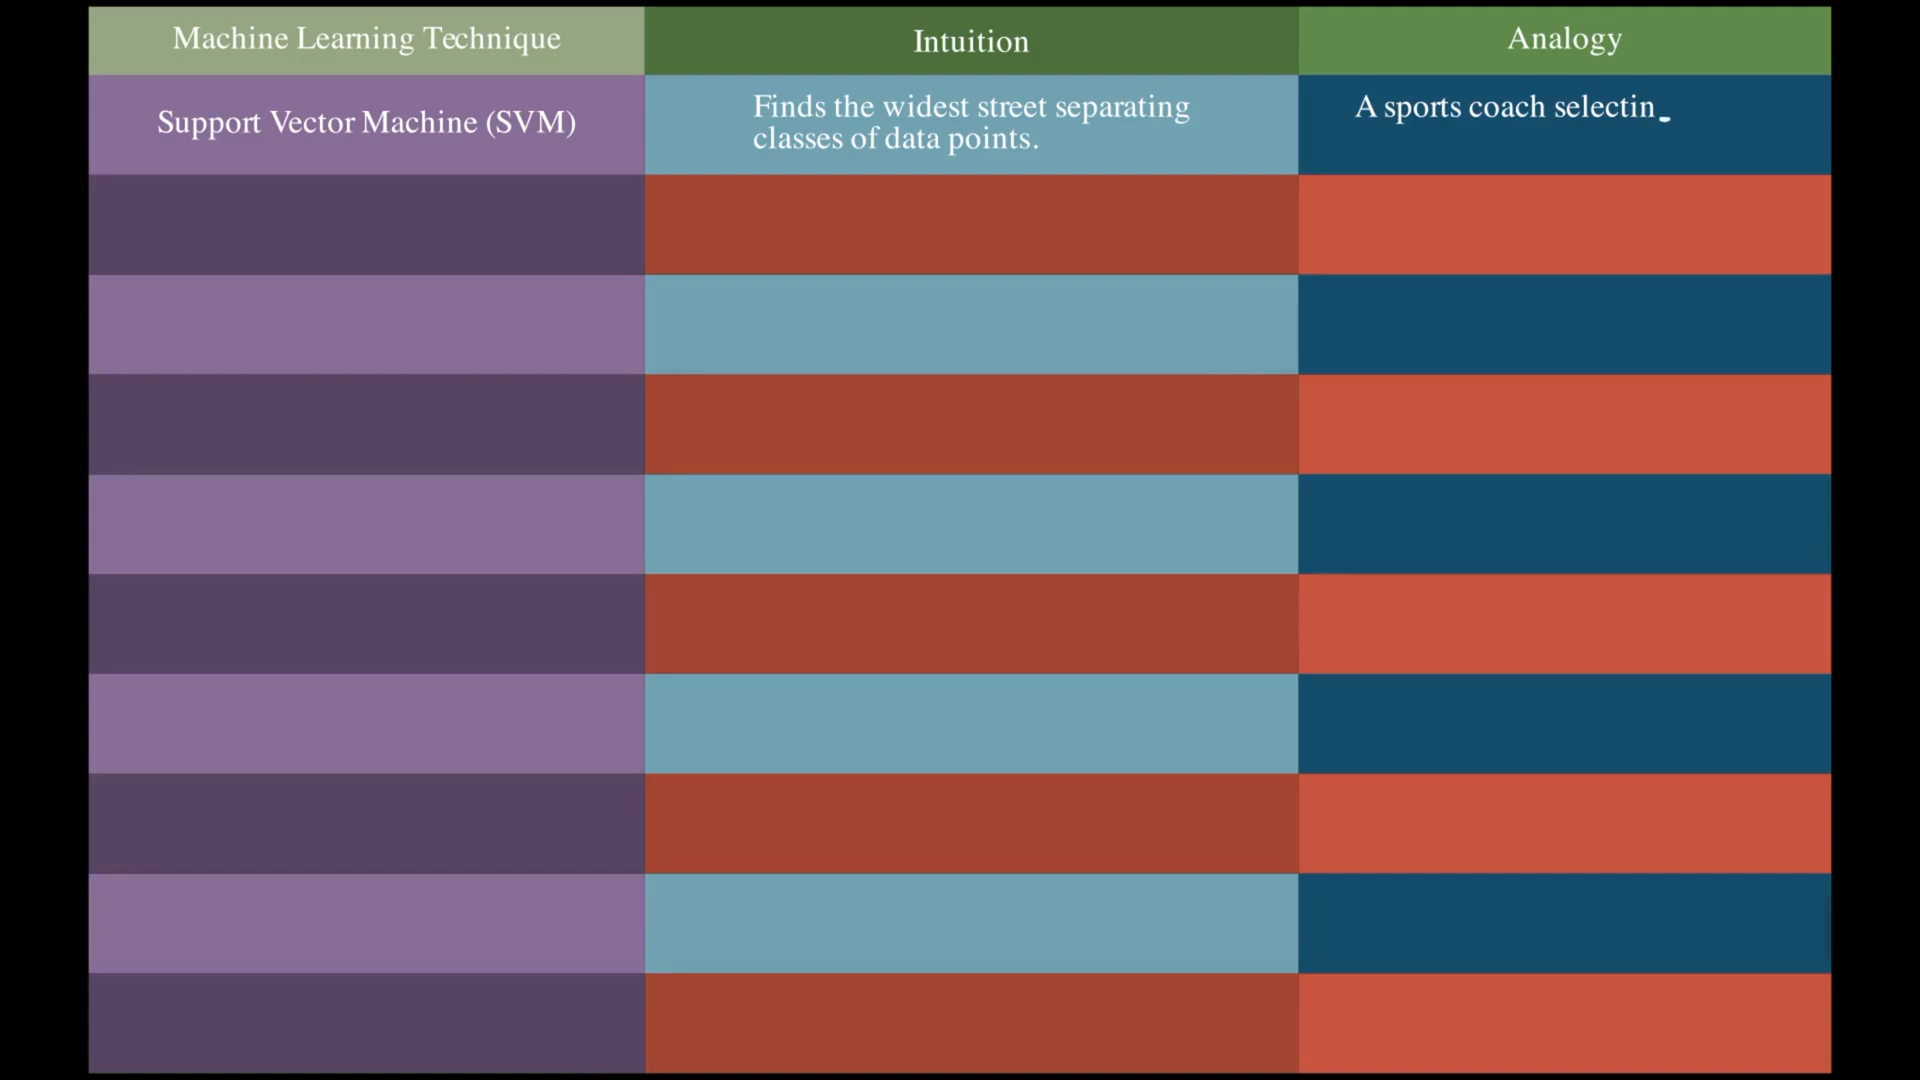 Machine Learning Technique
Intuition
Analogy
Support Vector Machine (SVM)
Finds the widest street separating
classes of data points.
A sports coach selectin